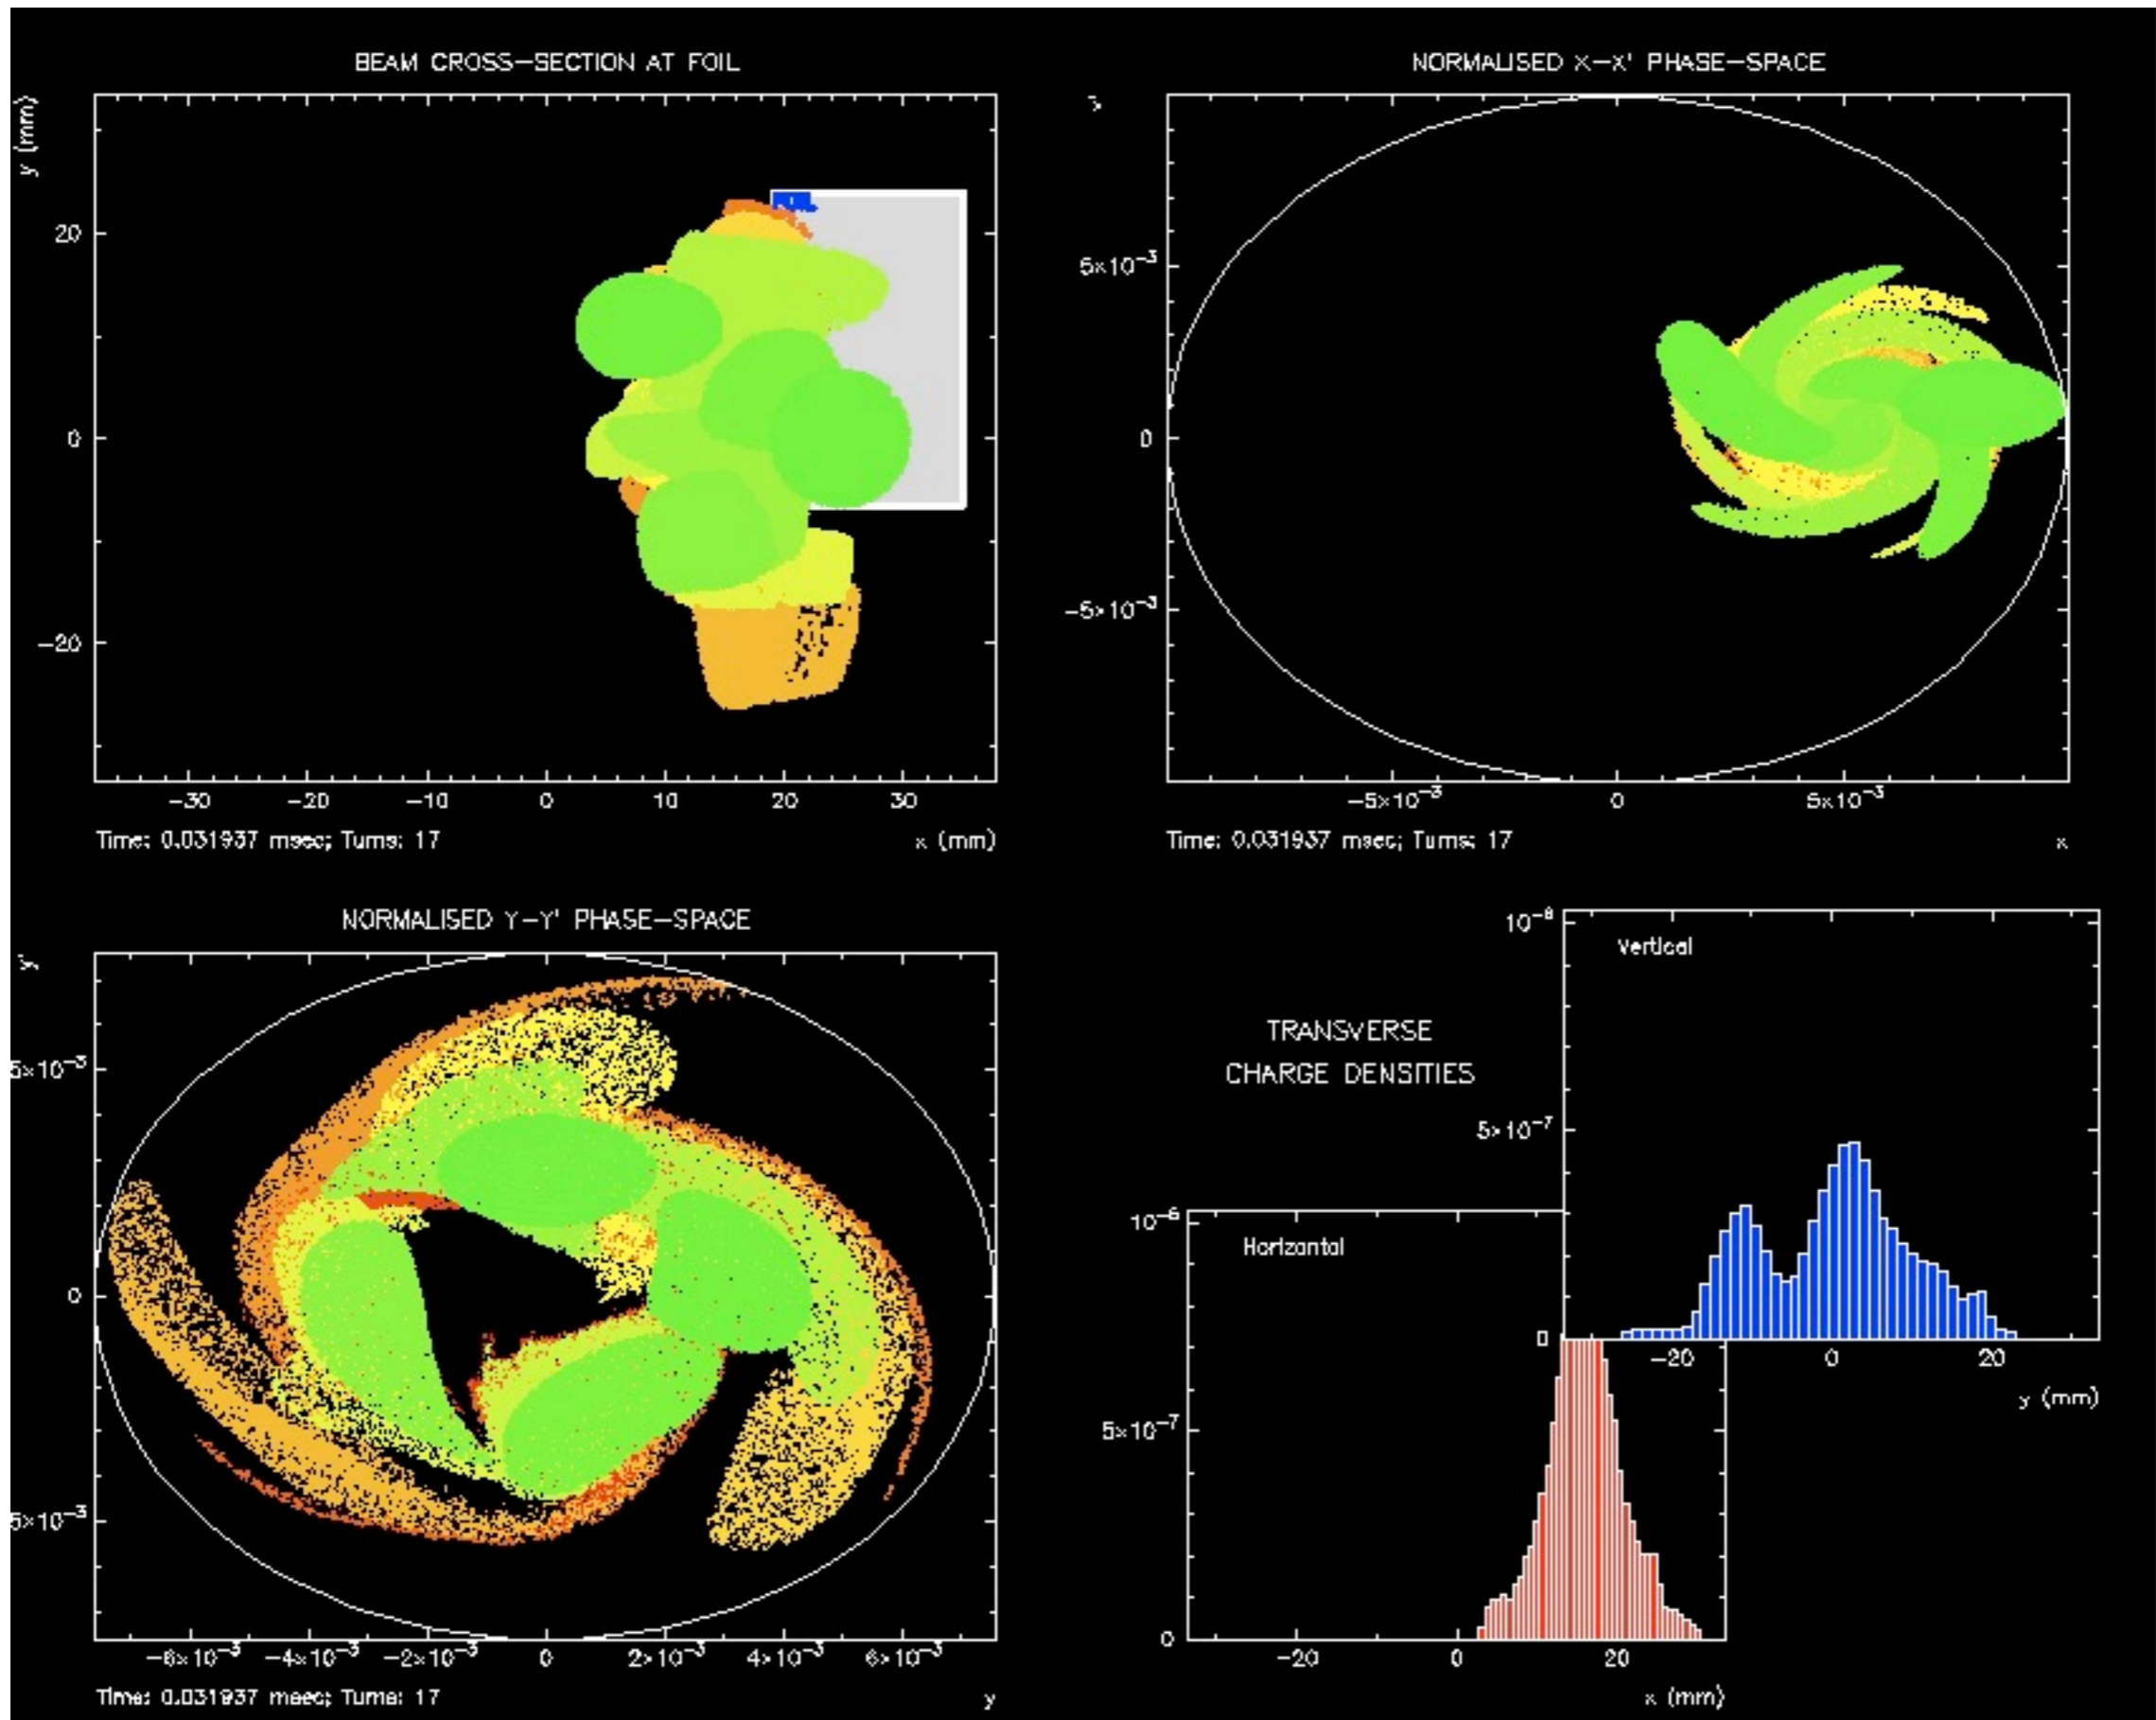 BEAM CROSS-SECTION AT FOIL
y (mm)
20
0
-20
-30 -20 -10 0 10 20 30
Time: 0.031937 msec; Turns: 17
x (mm)
NORMALISED X-X' PHASE-SPACE
5×10-3
0
-5×10-3
-5×10-3 0 5×10-3
Time: 0.031937 msec; Turns: 17
x
NORMALISED Y-Y' PHASE-SPACE
y'
5×10-3
0
5×10-3
-6×10-3 -4×10-3 -2×10-3 0 2×10-3 4×10-3 6×10-3
Time: 0.031937 msec; Turns: 17
y
TRANSVERSE
CHARGE DENSITIES
10-6
Vertical
5×10-7
0
-20 0 20
y (mm)
10-6
Horizontal
5×10-7
0
-20 0 20
x (mm)